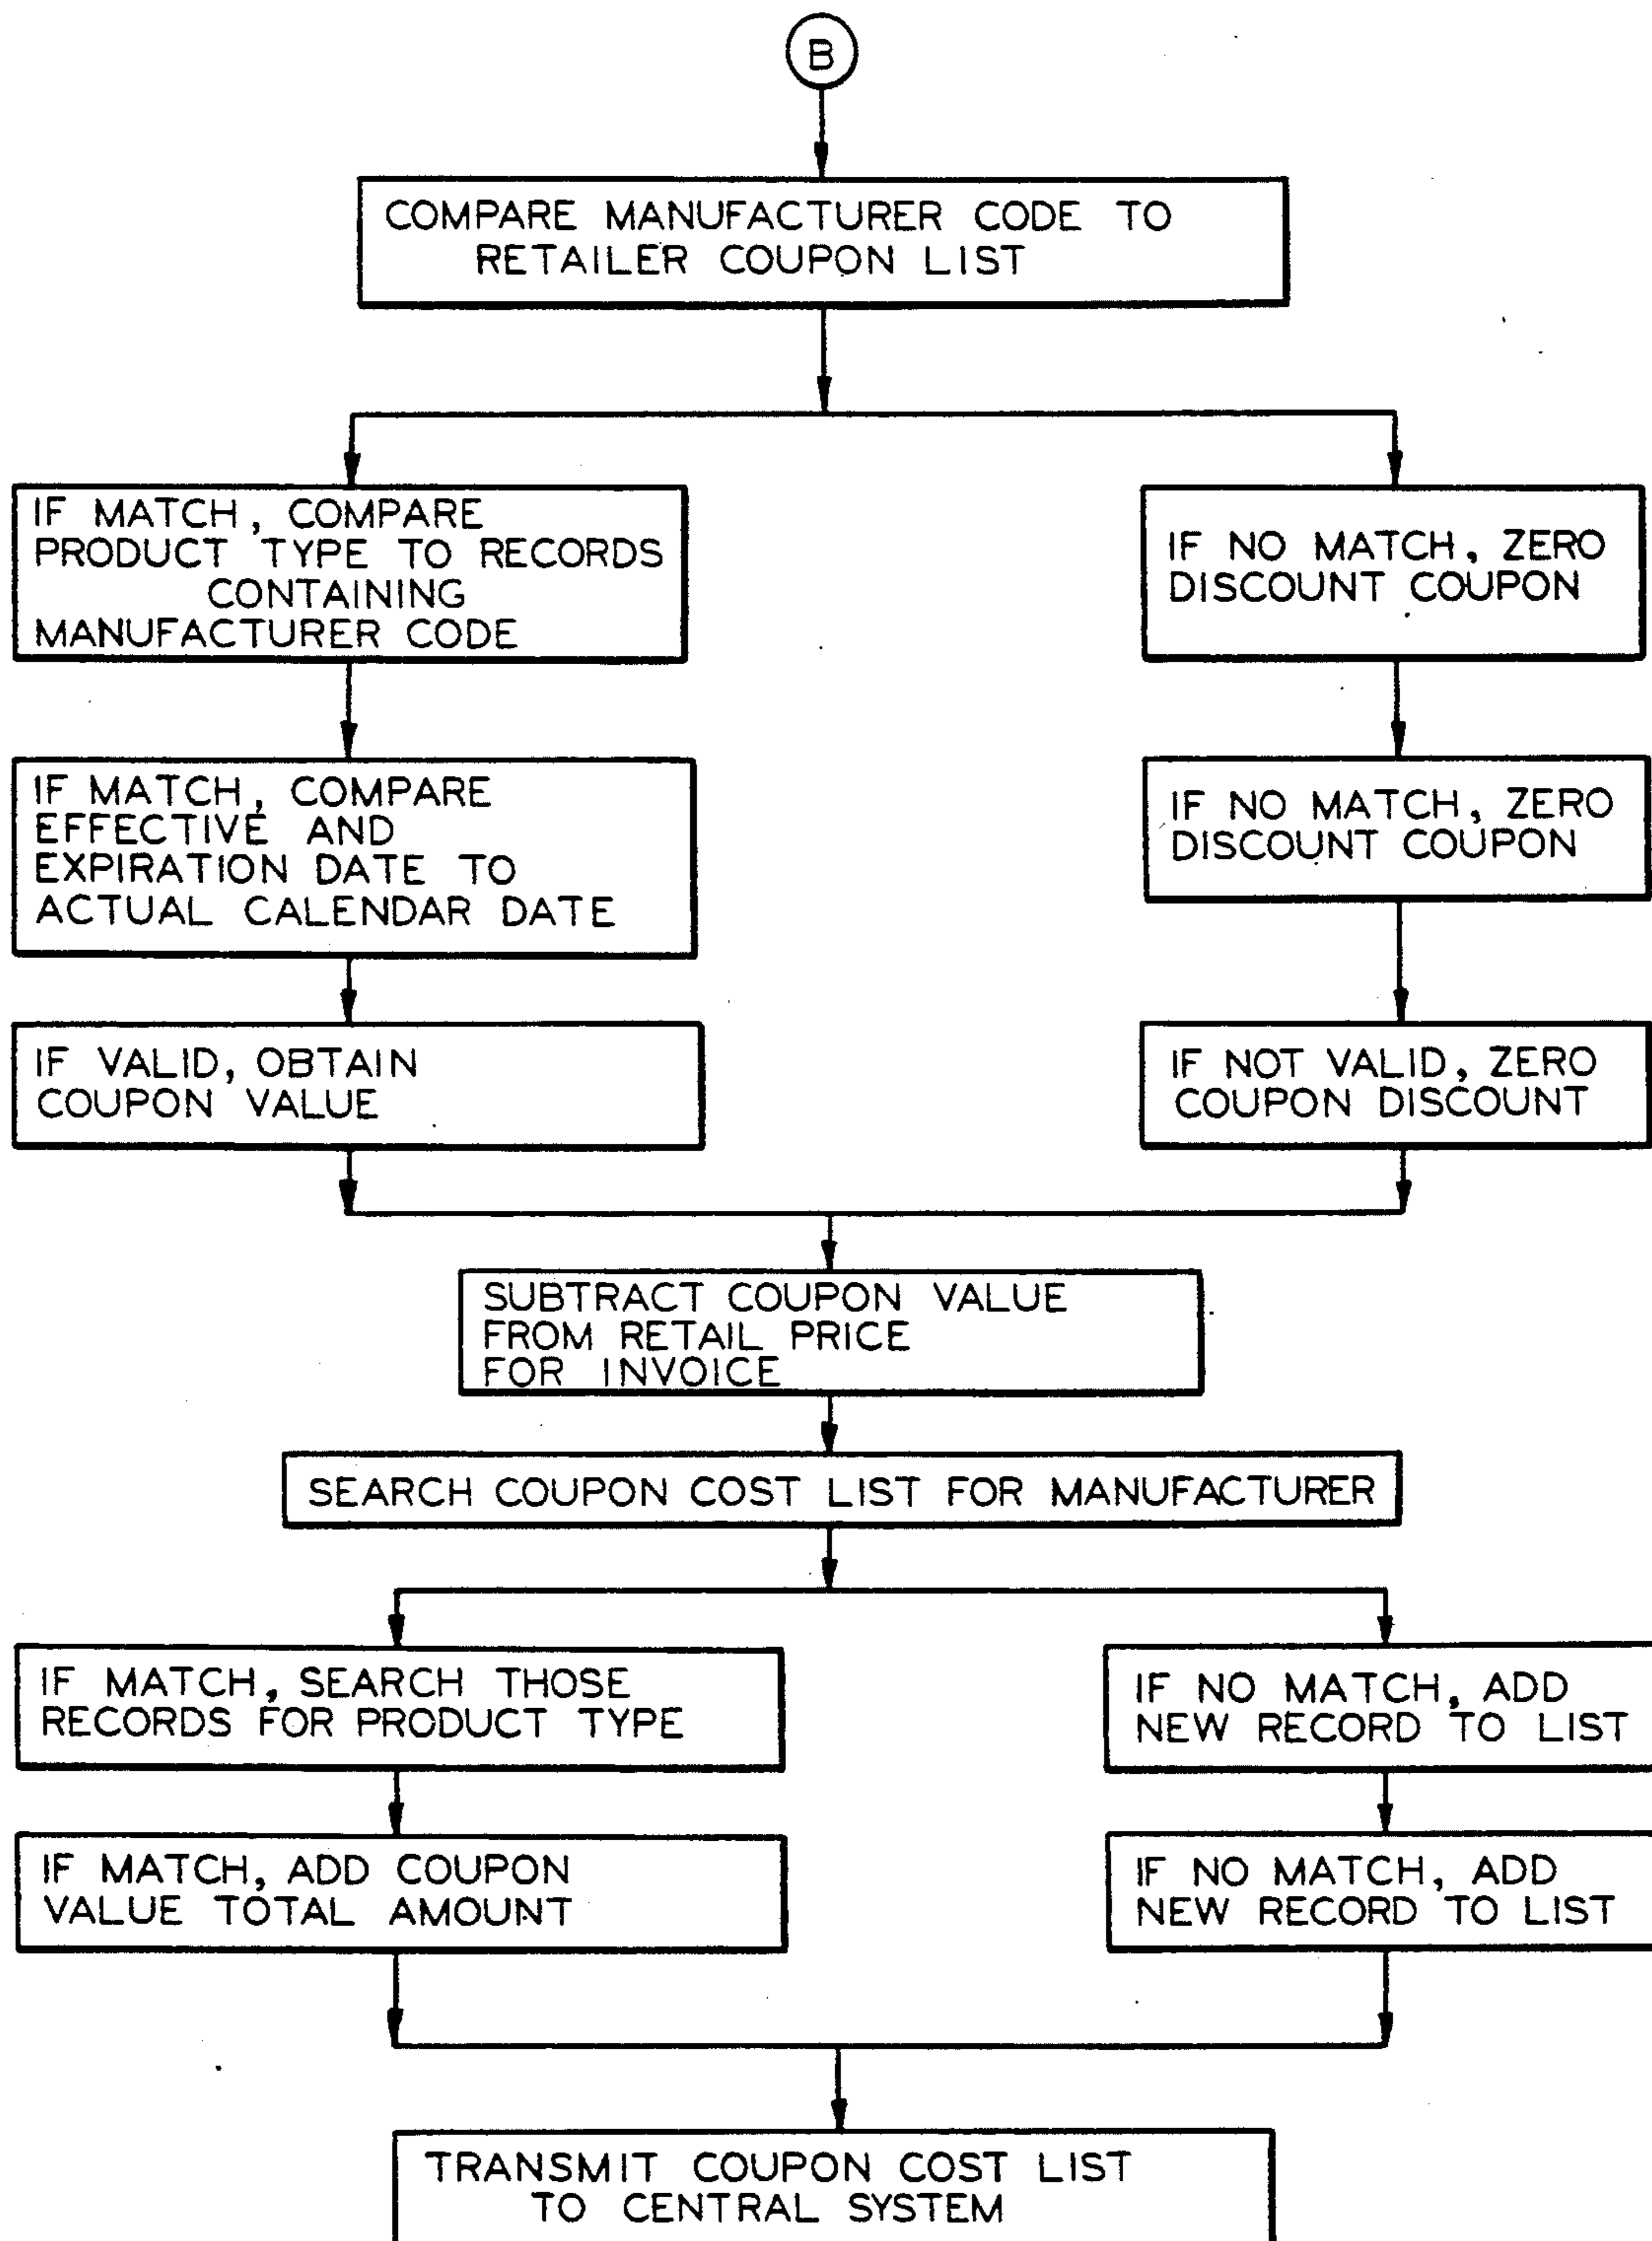 B
COMPARE MANUFACTURER CODE TO
RETAILER COUPON LIST
IF MATCH, COMPARE
PRODUCT TYPE TO RECORDS
CONTAINING
MANUFACTURER CODE
IF NO MATCH, ZERO
DISCOUNT COUPON
IF MATCH, COMPARE
EFFECTIVE AND
EXPIRATION DATE TO
ACTUAL CALENDAR DATE
IF NO MATCH, ZERO
DISCOUNT COUPON
IF VALID, OBTAIN
COUPON VALUE
IF NOT VALID, ZERO
COUPON DISCOUNT
SUBTRACT COUPON VALUE
FROM RETAIL PRICE
FOR INVOICE
SEARCH COUPON COST LIST FOR MANUFACTURER
IF MATCH, SEARCH THOSE
RECORDS FOR PRODUCT TYPE
IF NO MATCH, ADD
NEW RECORD TO LIST
IF MATCH, ADD COUPON
VALUE TOTAL AMOUNT
IF NO MATCH, ADD
NEW RECORD TO LIST
TRANSMIT COUPON COST LIST
TO CENTRAL SYSTEM